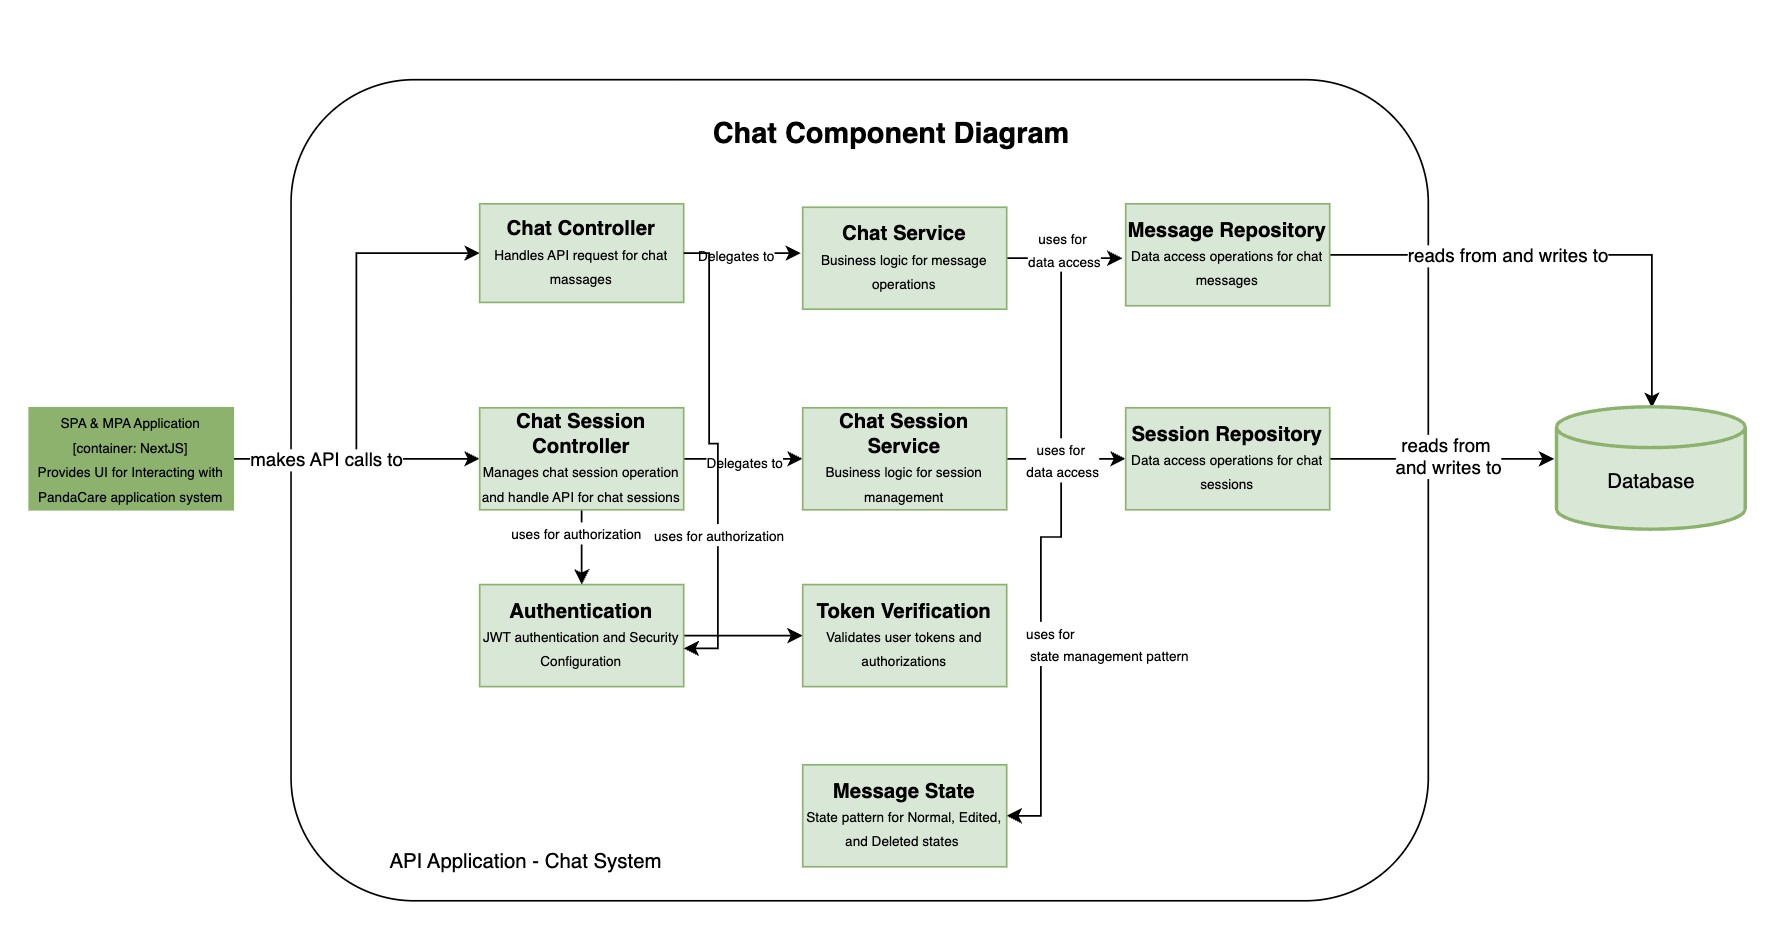 Chat Component Diagram
Chat Controller
Handles API request for chat
massages
Delegates to
Chat Service
Business logic for message
operations
uses for
data access
Message Repository
Data access operations for chat
messages
reads from and writes to
SPA & MPA Application
[container: NextJS]
Provides UI for Interacting with
PandaCare application system
makes API calls to
Chat Session
Controller
Manages chat session operation
and handle API for chat sessions
Delegates to
Chat Session
Service
Business logic for session
management
uses for
data access
Session Repository
Data access operations for chat
sessions
reads from
and writes to
Database
uses for authorization
uses for authorization
Authentication
JWT authentication and Security
Configuration
Token Verification
Validates user tokens and
authorizations
uses for
state management pattern
Message State
State pattern for Normal, Edited,
and Deleted states
API Application - Chat System